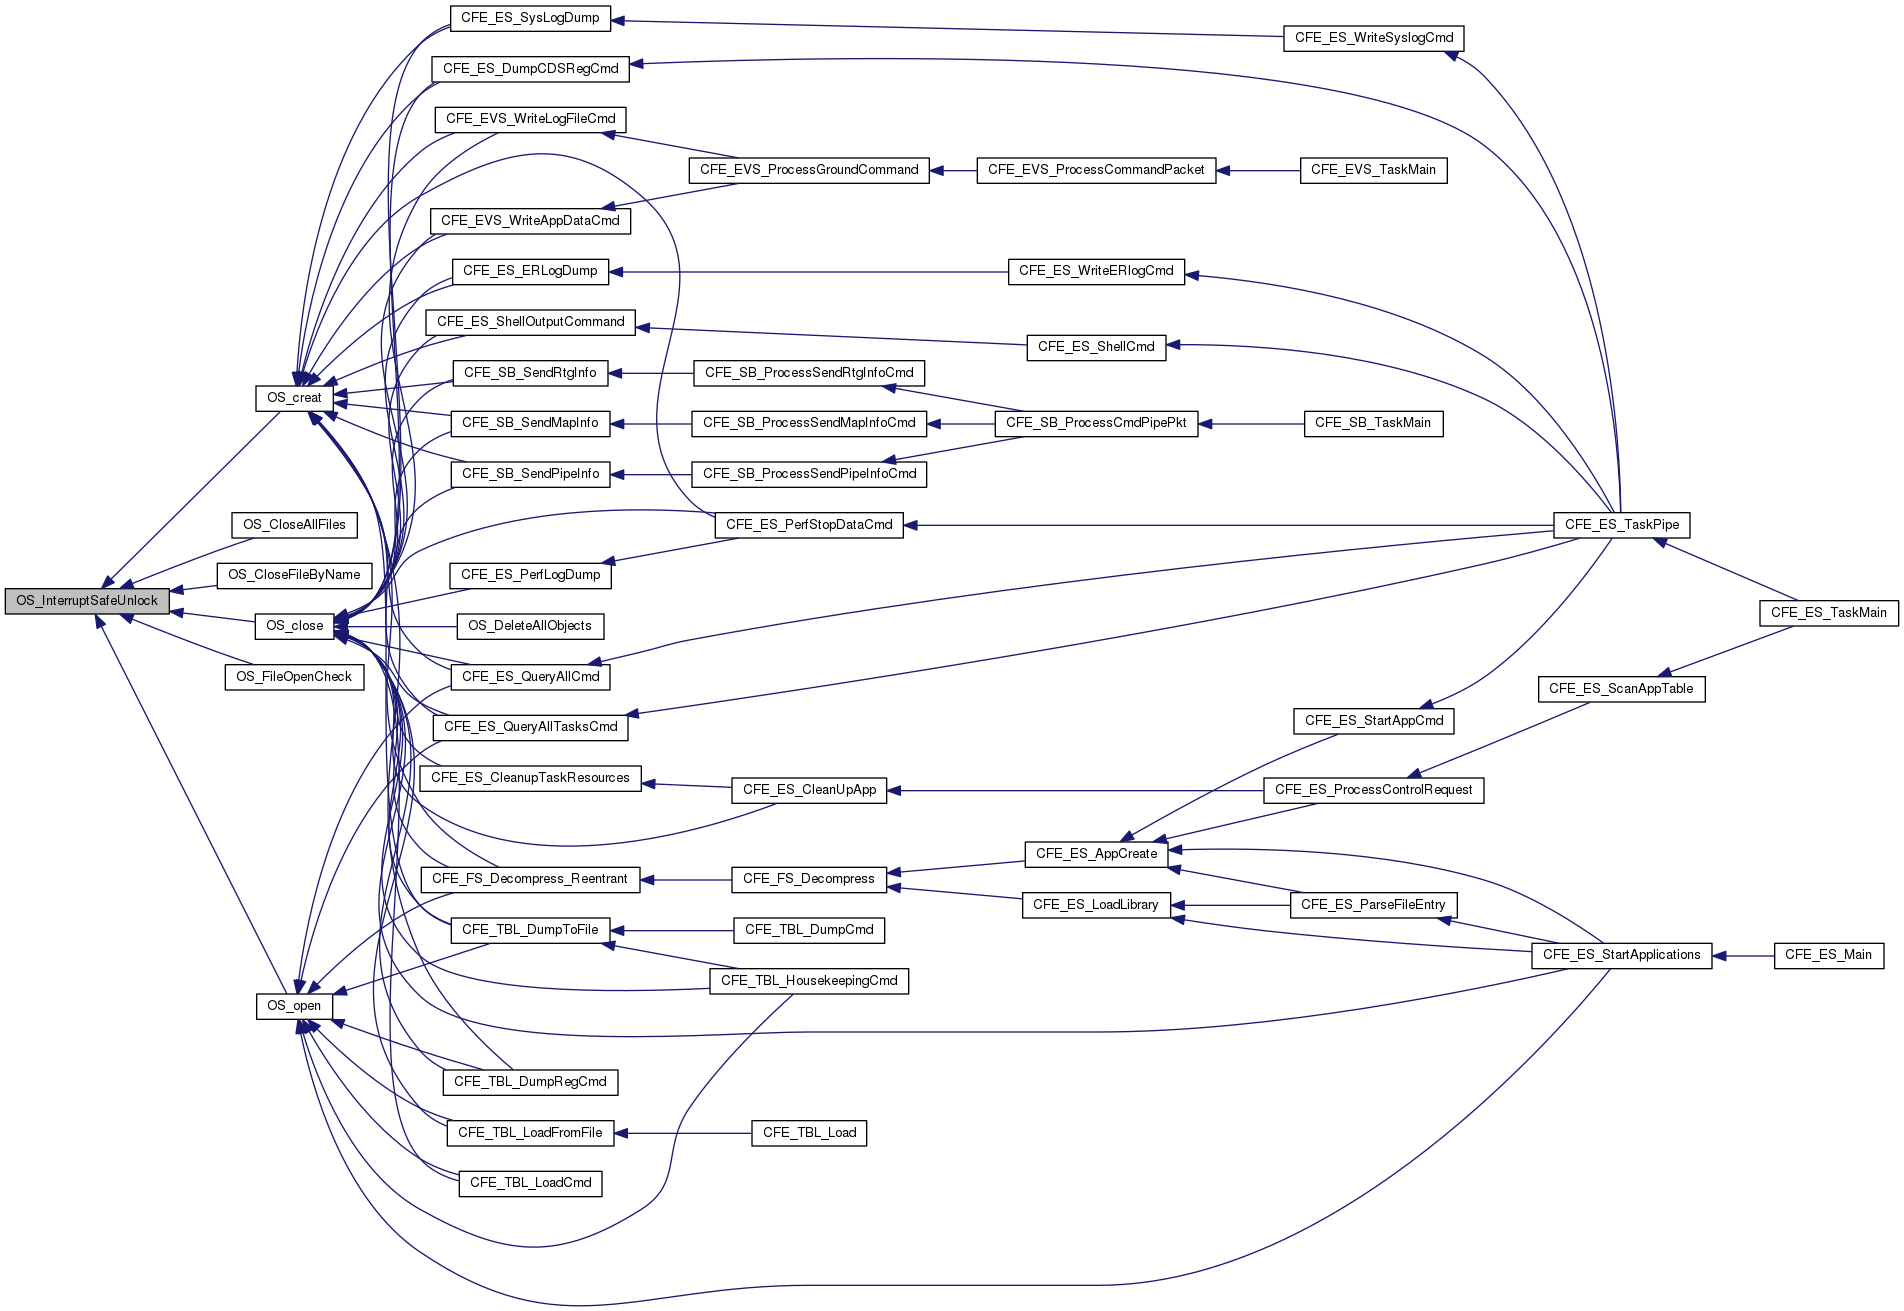 CFE_ES_SysLogDump
CFE_ES_WriteSyslogCmd
CFE_ES_DumpCDSRegCmd
CFE_EVS_WriteLogFileCmd
CFE_EVS_ProcessGroundCommand
CFE_EVS_ProcessCommandPacket
CFE_EVS_TaskMain
CFE_EVS_WriteAppDataCmd
CFE_ES_ERLogDump
CFE_ES_WriteERlogCmd
CFE_ES_ShellOutputCommand
CFE_ES_ShellCmd
CFE_SB_SendRtgInfo
CFE_SB_ProcessSendRtgInfoCmd
OS_creat
CFE_SB_SendMapInfo
CFE_SB_ProcessSendMapInfoCmd
CFE_SB_ProcessCmdPipePkt
CFE_SB_TaskMain
CFE_SB_SendPipeInfo
CFE_SB_ProcessSendPipeInfoCmd
OS_CloseAllFiles
CFE_ES_PerfStopDataCmd
CFE_ES_TaskPipe
OS_CloseFileByName
CFE_ES_PerfLogDump
OS_InterruptSafeUnlock
CFE_ES_TaskMain
OS_close
OS_DeleteAllObjects
OS_FileOpenCheck
CFE_ES_QueryAllCmd
CFE_ES_ScanAppTable
CFE_ES_QueryAllTasksCmd
CFE_ES_StartAppCmd
CFE_ES_CleanupTaskResources
CFE_ES_CleanUpApp
CFE_ES_ProcessControlRequest
CFE_ES_AppCreate
CFE_FS_Decompress_Reentrant
CFE_FS_Decompress
CFE_ES_LoadLibrary
CFE_ES_ParseFileEntry
CFE_TBL_DumpToFile
CFE_TBL_DumpCmd
CFE_ES_StartApplications
CFE_ES_Main
CFE_TBL_HousekeepingCmd
OS_open
CFE_TBL_DumpRegCmd
CFE_TBL_LoadFromFile
CFE_TBL_Load
CFE_TBL_LoadCmd